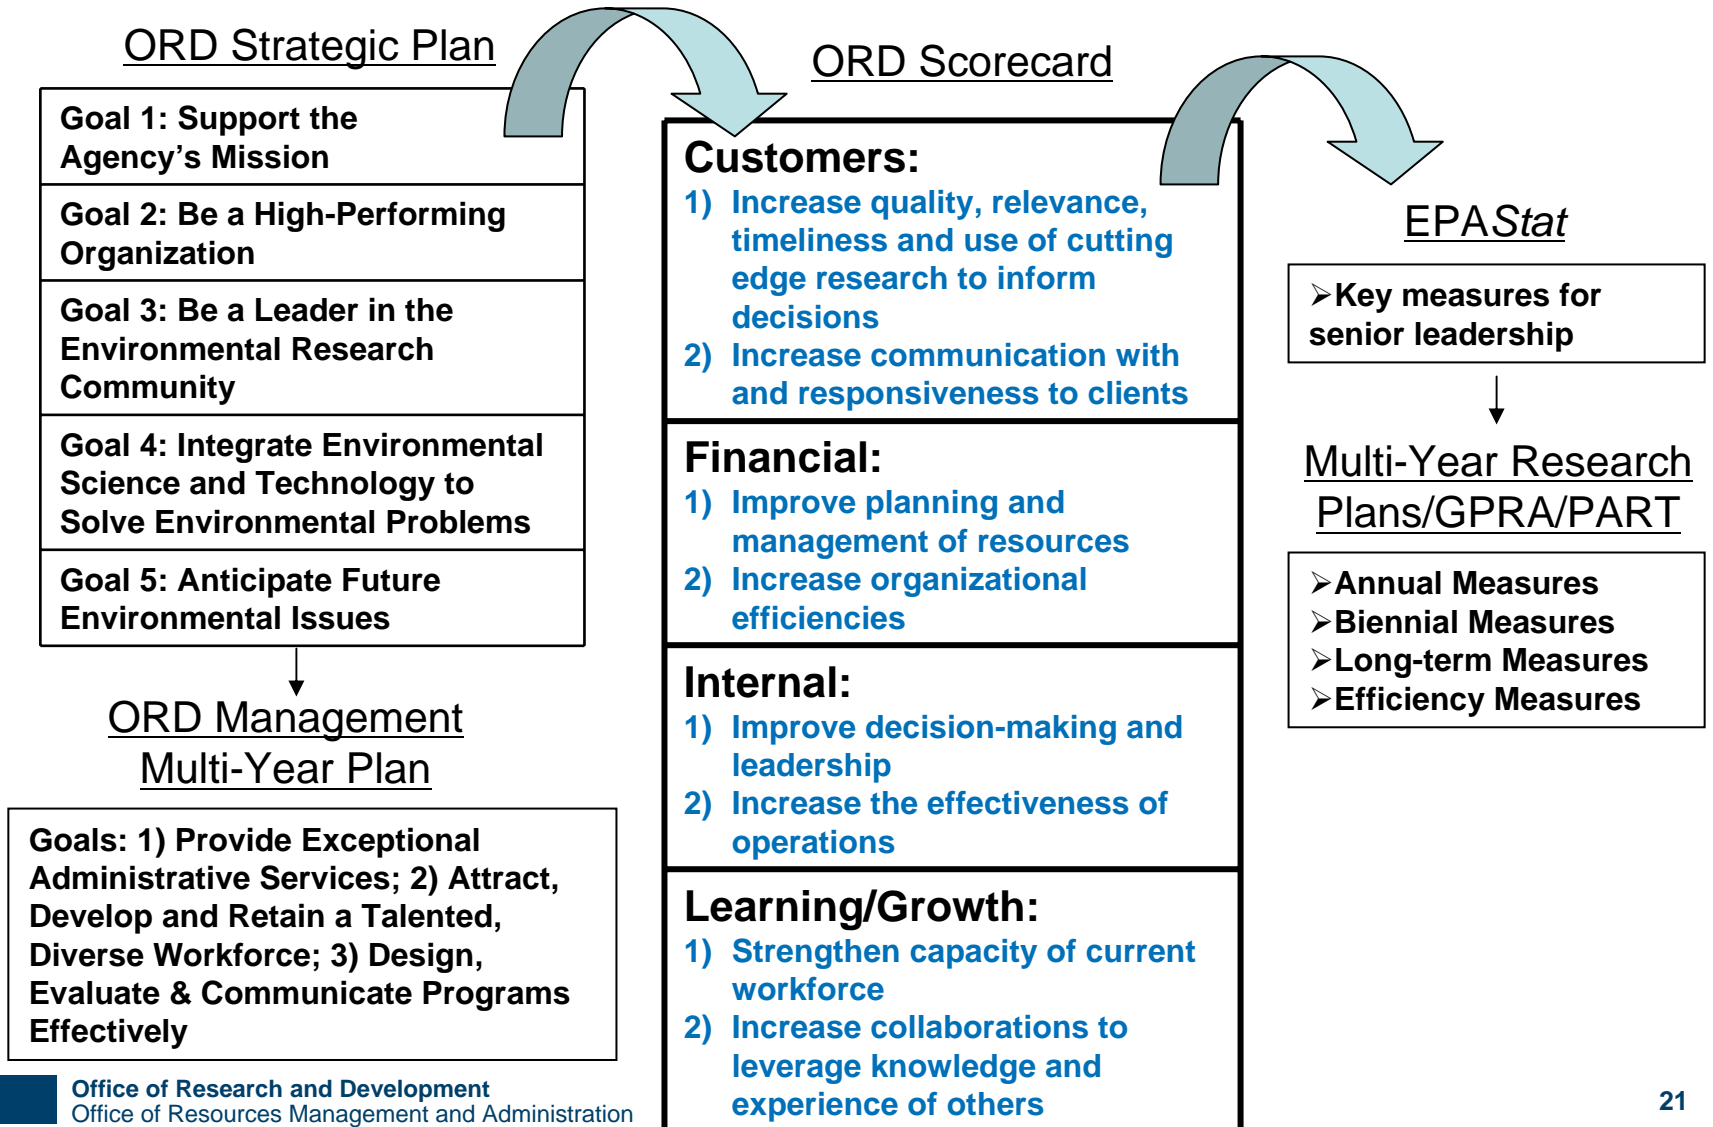 ORD Strategic Plan
Goal 1: Support the
Agency’s Mission
Goal 2: Be a High-Performing
Organization
Goal 3: Be a Leader in the
Environmental Research
Community
Goal 4: Integrate Environmental
Science and Technology to
Solve Environmental Problems
Goal 5: Anticipate Future
Environmental Issues
ORD Management
Multi-Year Plan
Goals: 1) Provide Exceptional
Administrative Services; 2) Attract,
Develop and Retain a Talented,
Diverse Workforce; 3) Design,
Evaluate & Communicate Programs
Effectively
ORD Scorecard
Customers:
1) Increase quality, relevance,
timeliness and use of cutting
edge research to inform
decisions
2) Increase communication with
and responsiveness to clients
Financial:
1) Improve planning and
management of resources
2) Increase organizational
efficiencies
Internal:
1) Improve decision-making and
leadership
2) Increase the effectiveness of
operations
Learning/Growth:
1) Strengthen capacity of current
workforce
2) Increase collaborations to
leverage knowledge and
experience of others
EPAStat
➢Key measures for
senior leadership
Multi-Year Research
Plans/GPRA/PART
➢Annual Measures
➢Biennial Measures
➢Long-term Measures
➢Efficiency Measures
Office of Research and Development
Office of Resources Management and Administration
21